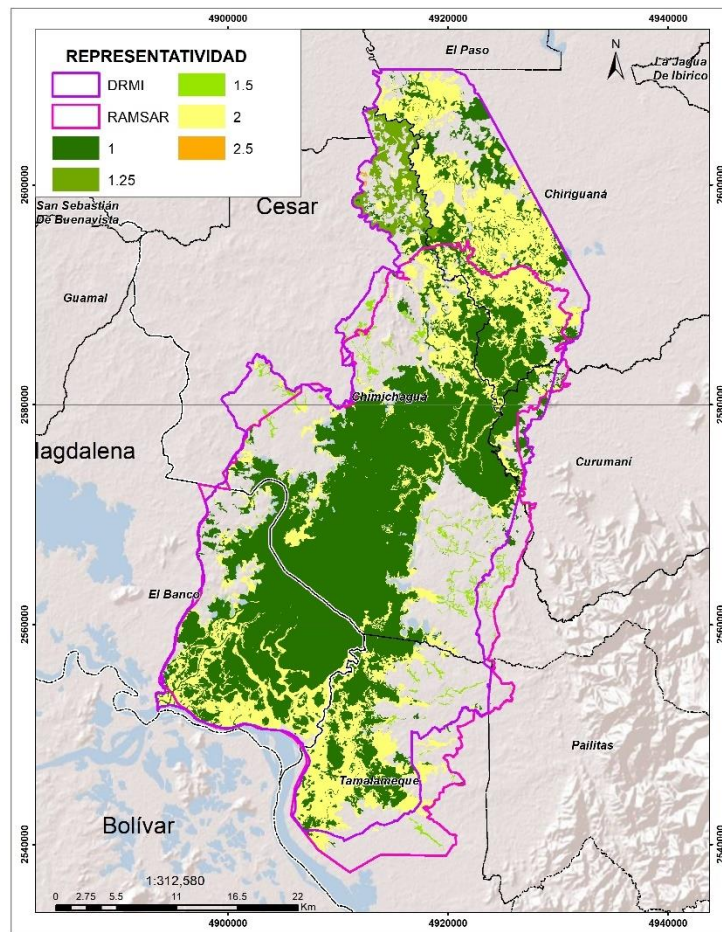 4900000 4920000 4940000
REPRESENTATIVIDAD
DRMI
RAMSAR
1
1.25
1.5
2
2.5
El Paso
N
La Jagua
De Ibirico
2600000 2600000
San Sebastián
De Buenavista
Cesar
Chiriguaná
Guamal
2580000 2580000
Chimichagua
Magdalena
Curumaní
El Banco
2560000 2560000
Pailitas
Tamalameque
Bolívar
2540000 2540000
1:312,580
0 2.75 5.5 11 16.5 22
Km
4900000 4920000 4940000